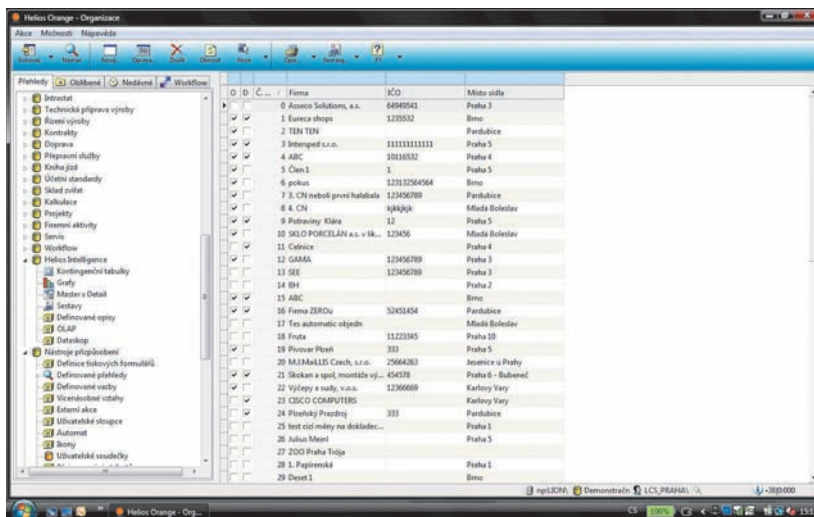 Helios Orange - Organizace
Akce Možnosti Nápověda
Nový Oprava Zrušit Obnovit Akce
Přehledy Oblíbené Nedávné Workflow
Intrastat
Technická příprava výroby
Řízení výroby
Kontrakty
Doprava
Přepravní služby
Kniha jízd
Účetní standardy
Sklad zvířat
Kalkulace
Projekty
Firemní aktivity
Servis
Workflow
Helios Intelligence
Kontingenční tabulky
Grafy
Master a Detail
Sestavy
Definované opisy
OLAP
Dataskop
Nástroje přizpůsobení
Definice tiskových formulářů
Definované přehledy
Definované vazby
Vícenásobné vztahy
Externí akce
Uživatelské sloupce
Automat
Ikony
Uživatelské soudečky
O D Č... / Firma IČO Místo sídla
0 Asseco Solutions, a.s. 64949541 Praha 3
1 Eureca shops 1235532 Brno
2 TEN TEN Pardubice
3 Intersped s.r.o. 111111111111 Praha 5
4 ABC 10116532 Praha 4
5 Člen 1 1 Praha 5
6 pokus 123132564564 Brno
7 3. CN neboli první halabala 123456789 Pardubice
8 4. CN kjkkjkjk Mladá Boleslav
9 Potraviny Klára 12 Praha 5
10 SKLO PORCELÁN a.s. v lik... 123456 Mladá Boleslav
11 Celnice Praha 4
12 GAMA 123456789 Praha 3
13 SEE 123456789 Praha 3
14 BH Praha 2
15 ABC Brno
16 Firma ZEROu 52451454 Pardubice
17 Tes automatic objedn Mladá Boleslav
18 Fruta 11223345 Praha 10
19 Pivovar Plzeň 333 Praha 5
20 M.J.MaiLLIS Czech, s.r.o. 25664263 Jesenice u Prahy
21 Skokan a spol, montáže vý... 454578 Praha 6 - Bubeneč
22 Výčepy a sudy, v.o.s. 12366669 Karlovy Vary
23 CISCO COMPUTERS Karlovy Vary
24 Plzeňský Prazdroj 333 Pardubice
25 test cizí měny na dokladec... Praha 1
26 Julius Meinl Praha 5
27 ZOO Praha Trója
28 1. Papírenská Praha 1
29 Deset 1 Brno
Demonstračn LCS_PRAHA\
Helios Orange - Org...
CS 100%